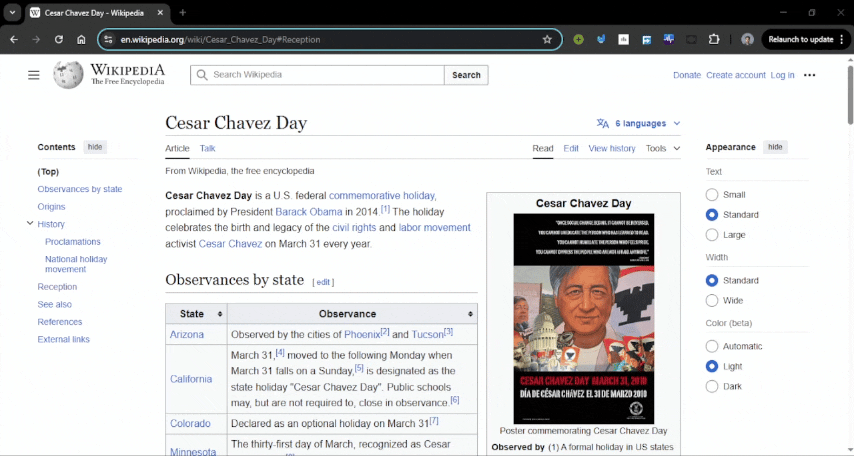 Cesar Chavez Day - Wikipedia
en.wikipedia.org/wiki/Cesar_Chavez_Day#Reception
Relaunch to update
WIKIPEDIA
The Free Encyclopedia
Search Wikipedia
Search
Donate Create account Log in
Contents hide
(Top)
Observances by state
Origins
History
Proclamations
National holiday
movement
Reception
See also
References
External links
Cesar Chavez Day
6 languages
Article Talk
Read Edit View history Tools
From Wikipedia, the free encyclopedia
Cesar Chavez Day is a U.S. federal commemorative holiday,
proclaimed by President Barack Obama in 2014.[1] The holiday
celebrates the birth and legacy of the civil rights and labor movement
activist Cesar Chavez on March 31 every year.
Observances by state [ edit ]
State Observance
Arizona Observed by the cities of Phoenix[2] and Tucson[3]
California
March 31,[4] moved to the following Monday when
March 31 falls on a Sunday,[5] is designated as the
state holiday "Cesar Chavez Day". Public schools
may, but are not required to, close in observance.[6]
Colorado Declared as an optional holiday on March 31[7]
Minnesota
The thirty-first day of March, recognized as Cesar
Cesar Chavez Day
"ONCE SOCIAL CHANGE BEGINS, IT CANNOT BE REVERSED.
YOU CANNOT UNEDUCATE THE PERSON WHO HAS LEARNED TO READ.
YOU CANNOT HUMILIATE THE PERSON WHO FEELS PRIDE.
YOU CANNOT OPPRESS THE PEOPLE WHO ARE NOT AFRAID ANYMORE."
CESAR CHAVEZ DAY MARCH 31, 2010
DÍA DE CÉSAR CHÁVEZ EL 31 DE MARZO 2010
Poster commemorating Cesar Chavez Day
Observed by (1) A formal holiday in US states
Appearance hide
Text
Small
Standard
Large
Width
Standard
Wide
Color (beta)
Automatic
Light
Dark